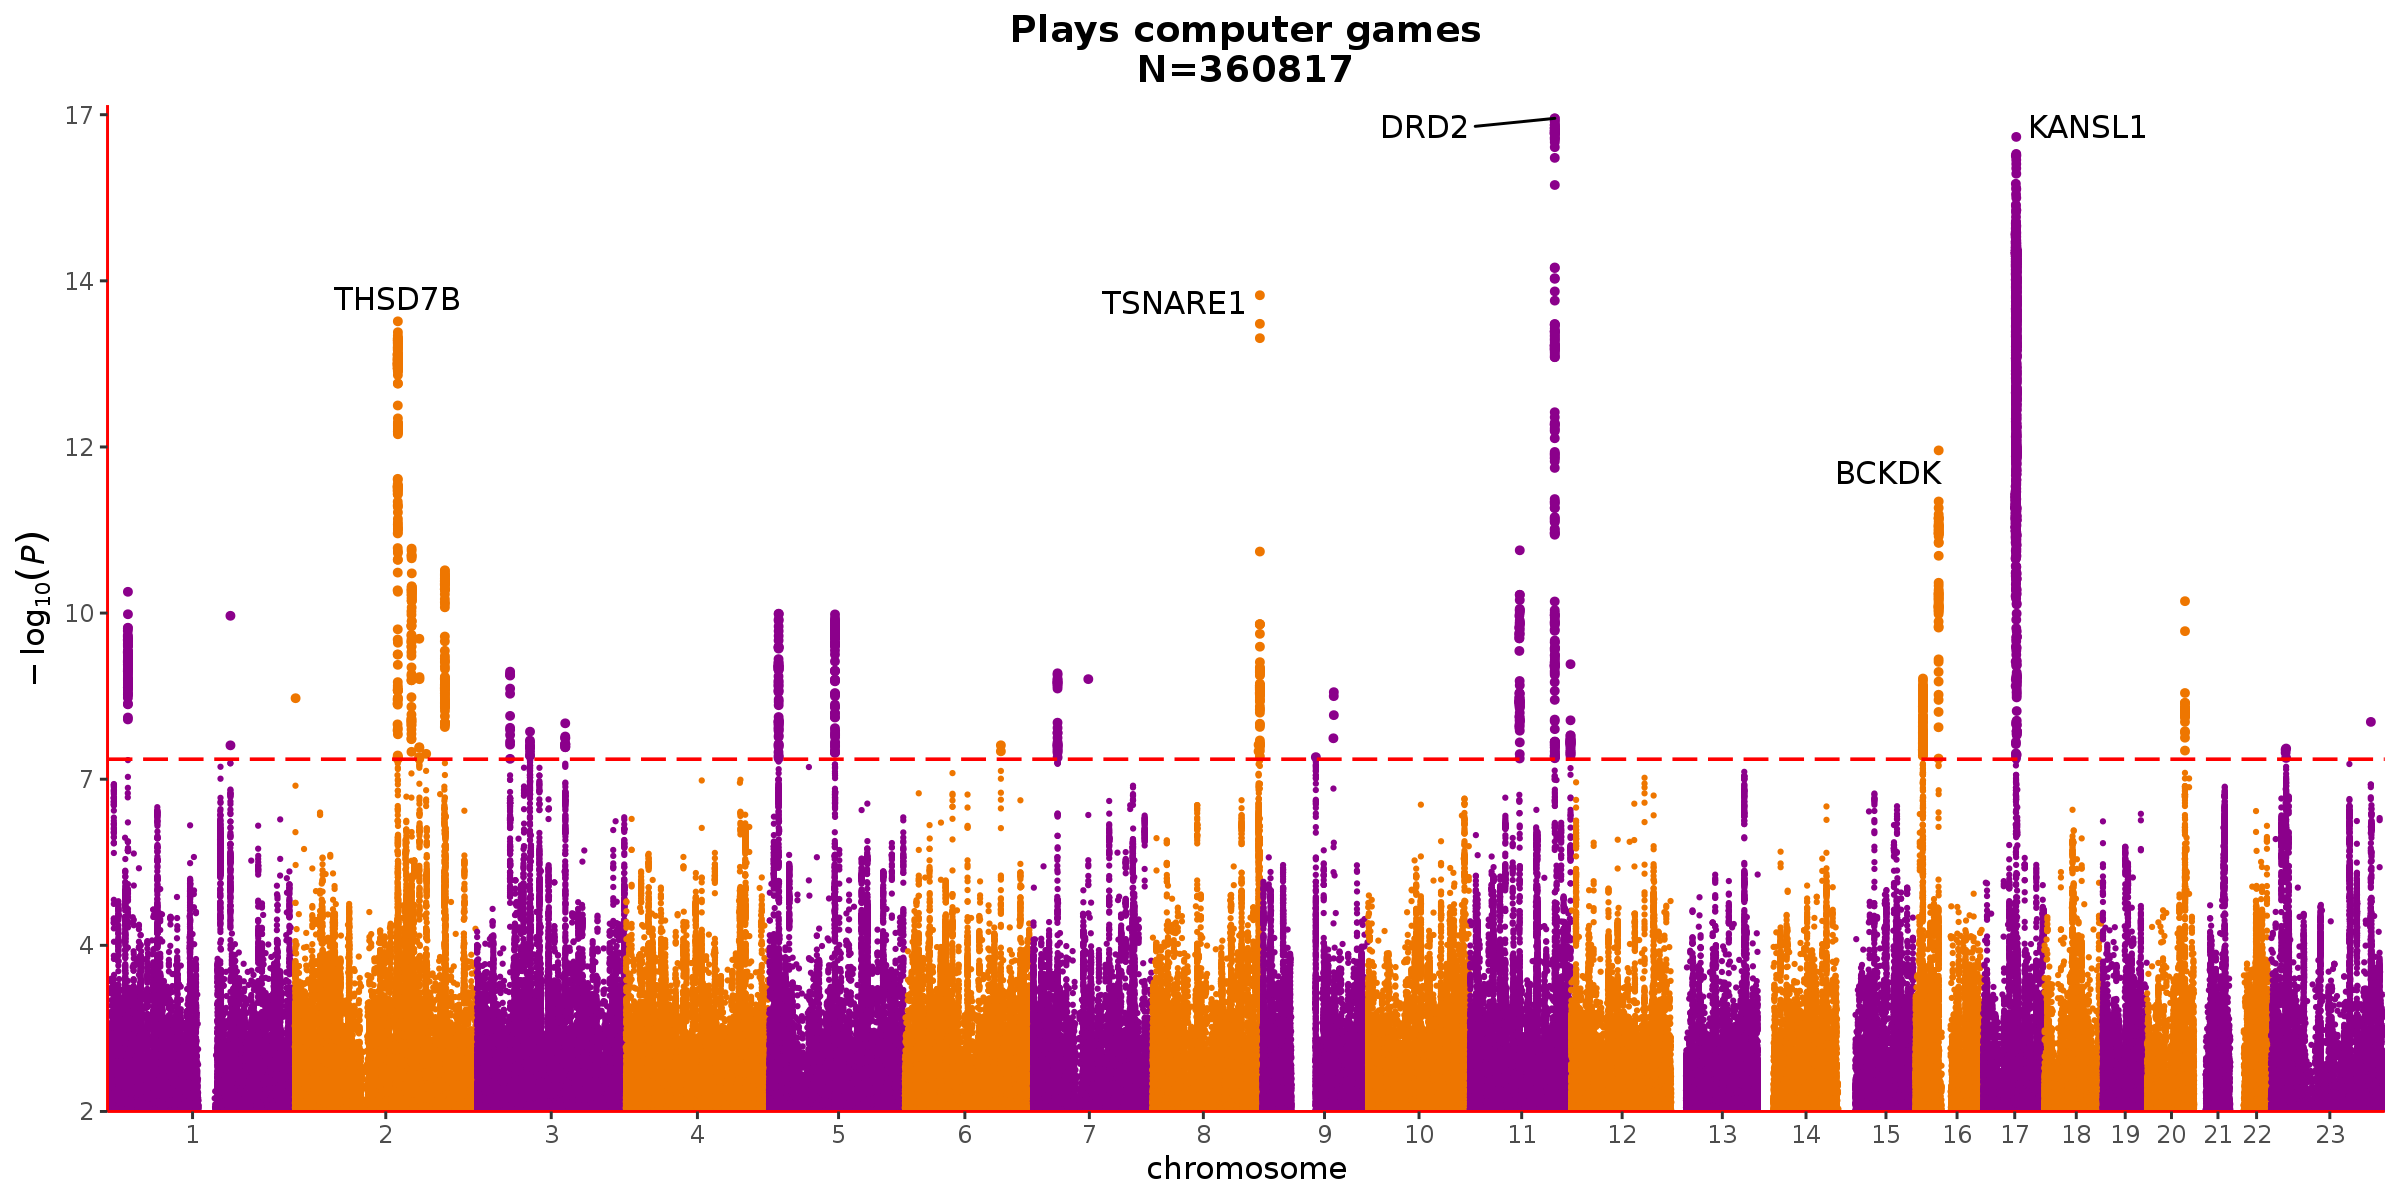 Plays computer games
N=360817
17
DRD2
KANSL1
14
THSD7B
TSNARE1
12
BCKDK
10
7
4
2
−log10(P)
1 2 3 4 5 6 7 8 9 10 11 12 13 14 15 16 17 18 19 20 21 22 23
chromosome